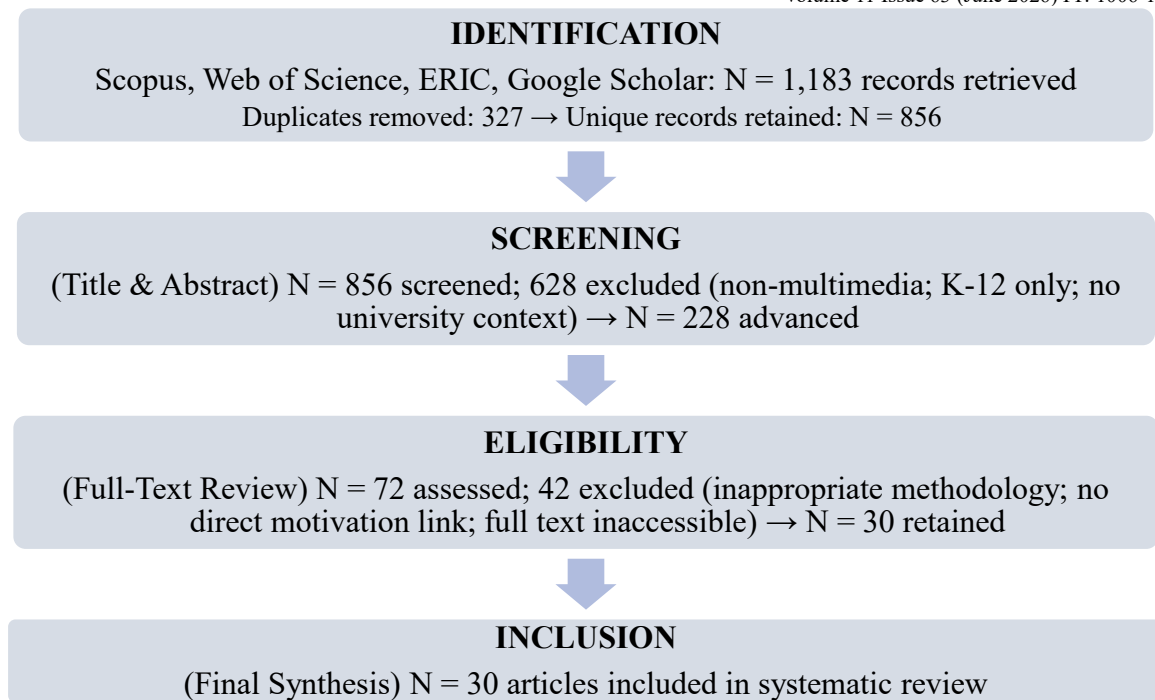 IDENTIFICATION
Scopus, Web of Science, ERIC, Google Scholar: N = 1,183 records retrieved
Duplicates removed: 327 → Unique records retained: N = 856
SCREENING
(Title & Abstract) N = 856 screened; 628 excluded (non-multimedia; K-12 only; no
university context) → N = 228 advanced
ELIGIBILITY
(Full-Text Review) N = 72 assessed; 42 excluded (inappropriate methodology; no
direct motivation link; full text inaccessible) → N = 30 retained
INCLUSION
(Final Synthesis) N = 30 articles included in systematic review